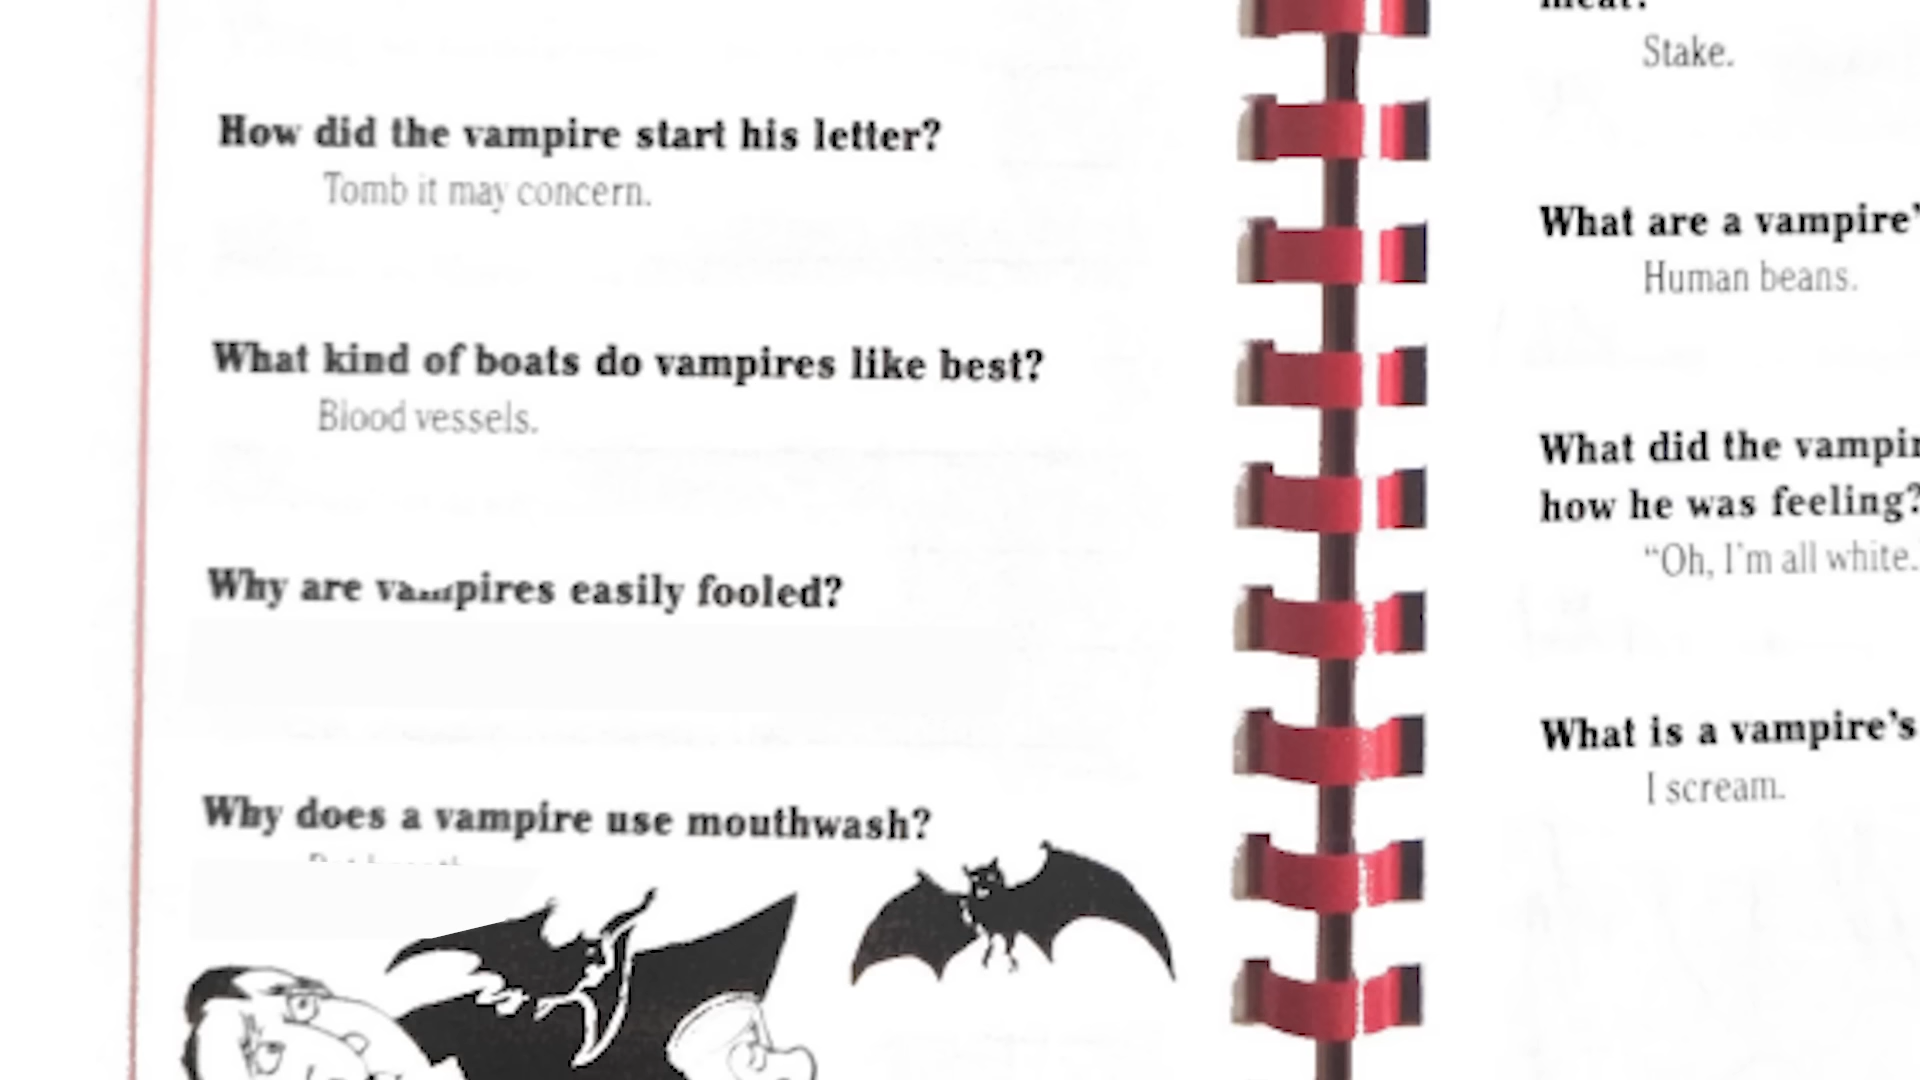 How did the vampire start his letter?
Tomb it may concern.
What kind of boats do vampires like best?
Blood vessels.
Why are vampires easily fooled?
Why does a vampire use mouthwash?
Stake.
What are a vampire'
Human beans.
What did the
how he was feeling?
“Oh, I'm all white.
What is a vampire's
I scream.